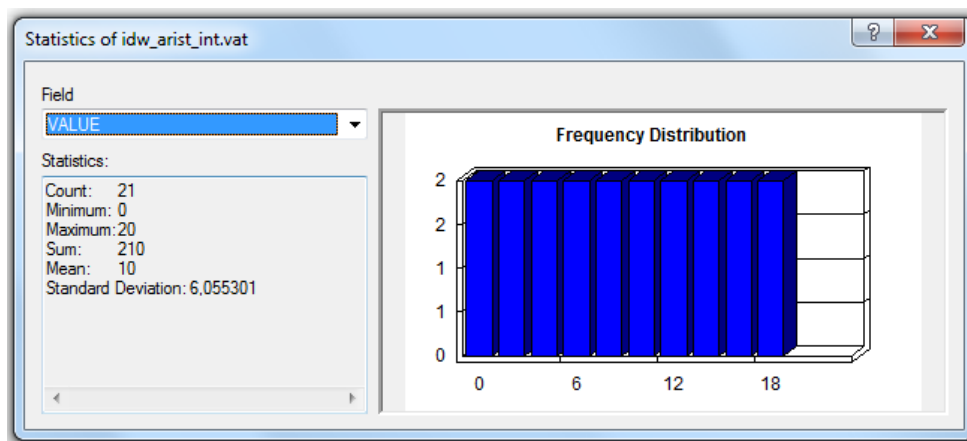 Statistics of idw_arist_int.vat
?
Field
VALUE
Statistics:
Count: 21
Minimum: 0
Maximum: 20
Sum: 210
Mean: 10
Standard Deviation: 6,055301
Frequency Distribution
2
2
1
1
0
0 6 12 18